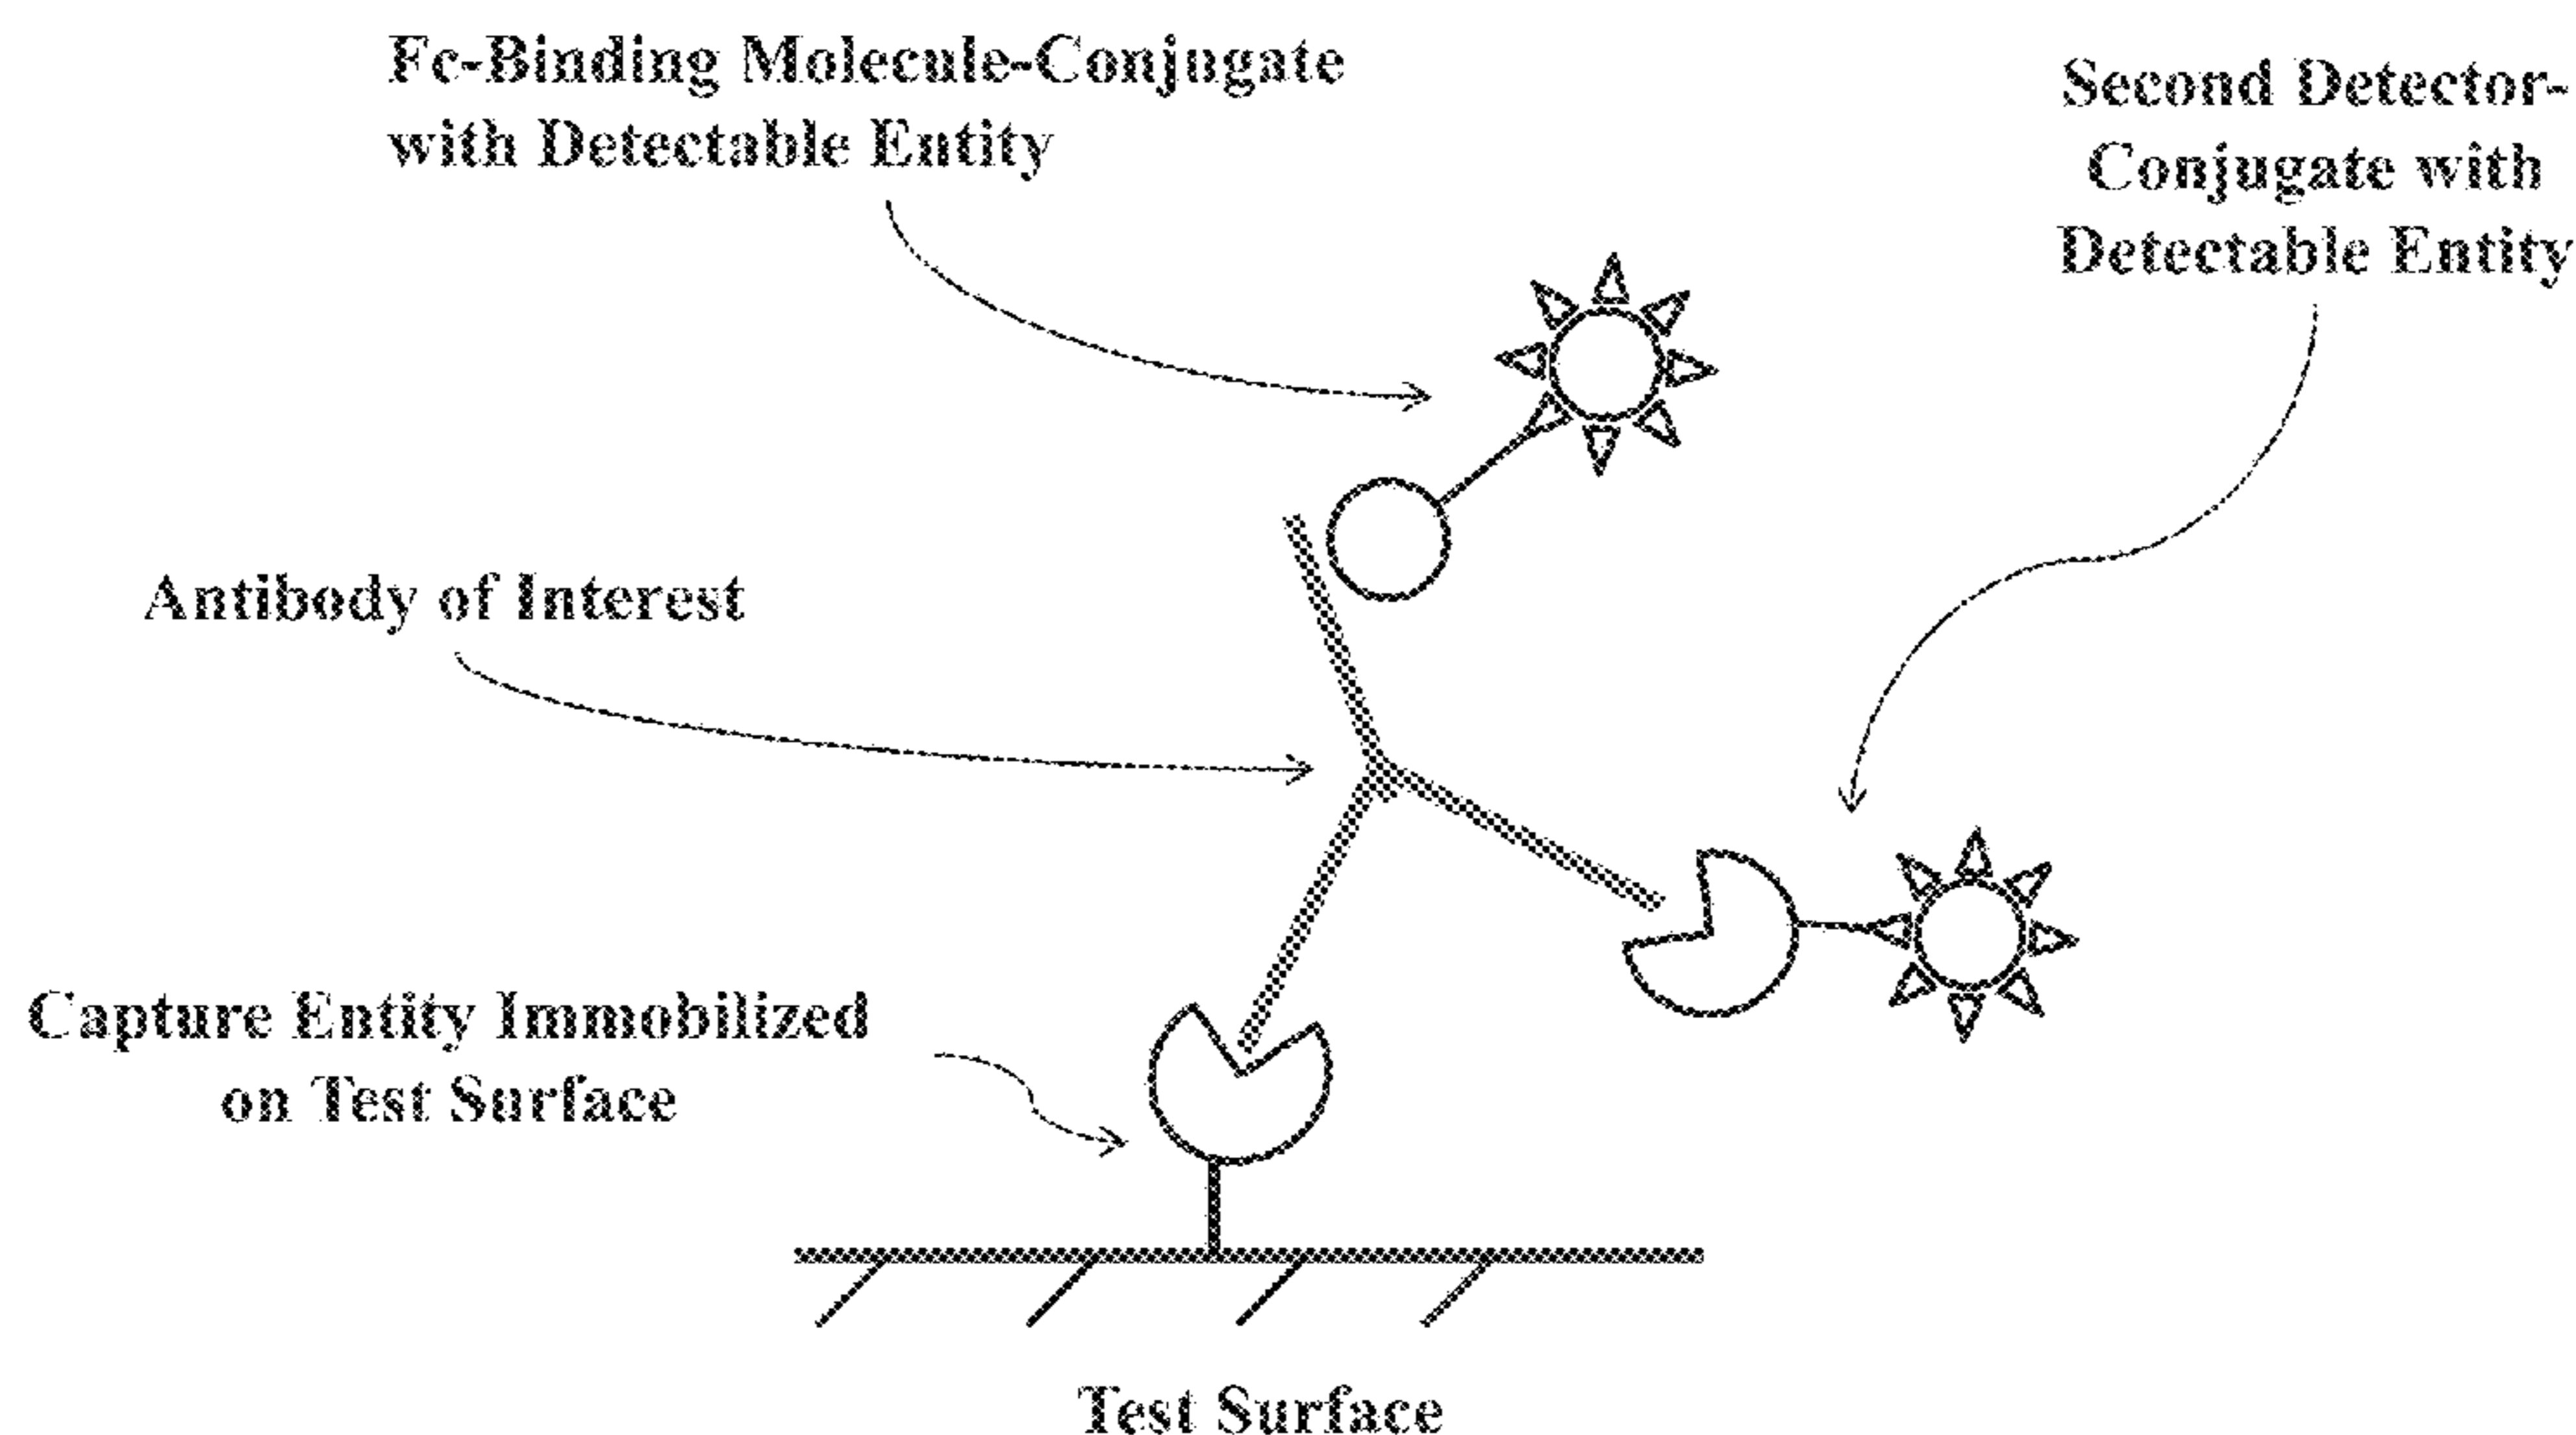 Fc-Binding Molecule-Conjugate
with Detectable Entity
Second Detector-
Conjugate with
Detectable Entity
Antibody of Interest
Capture Entity Immobilized
on Test Surface
Test Surface